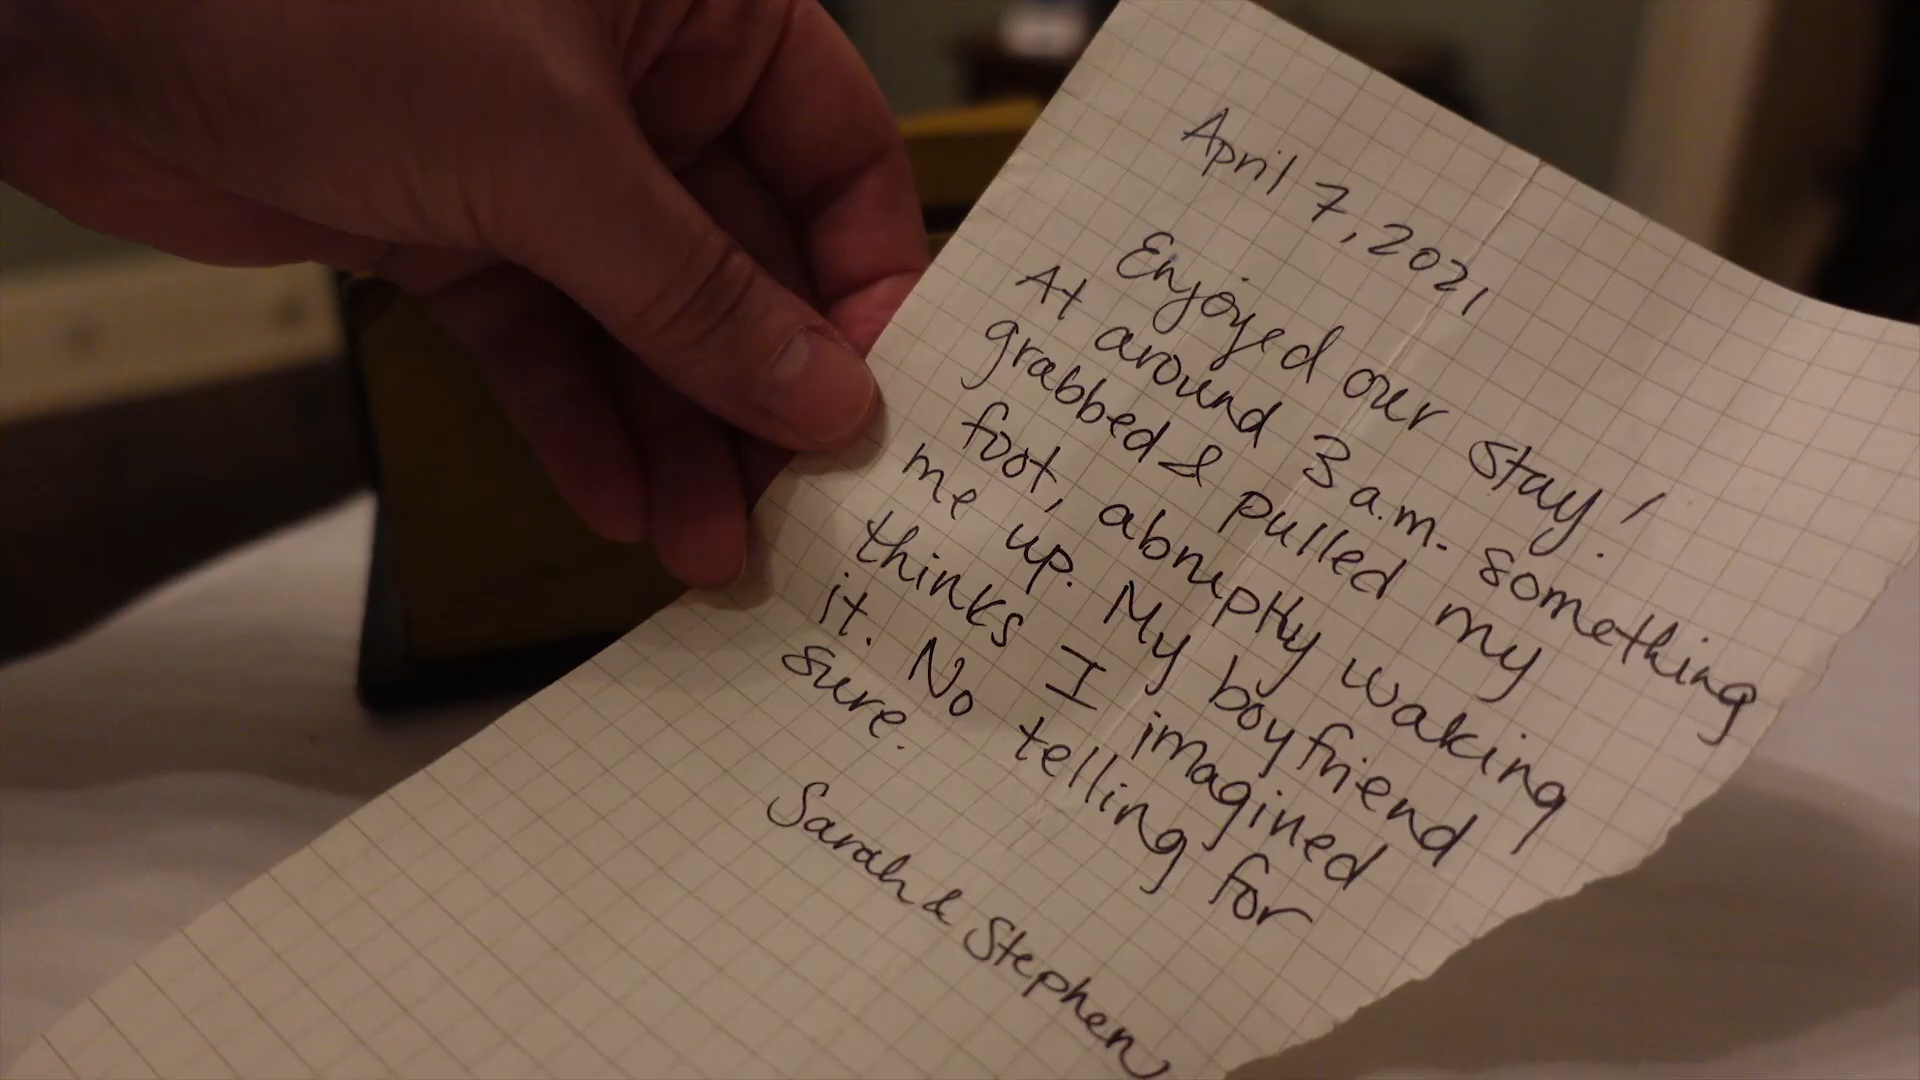 April 7, 2021
Enjoyed our stay!
At around 3 a.m. something
grabbed & pulled my
foot, abruptly waking
me up. My boyfriend
thinks I imagined
it. No telling for
sure.
Sarah & Stephen